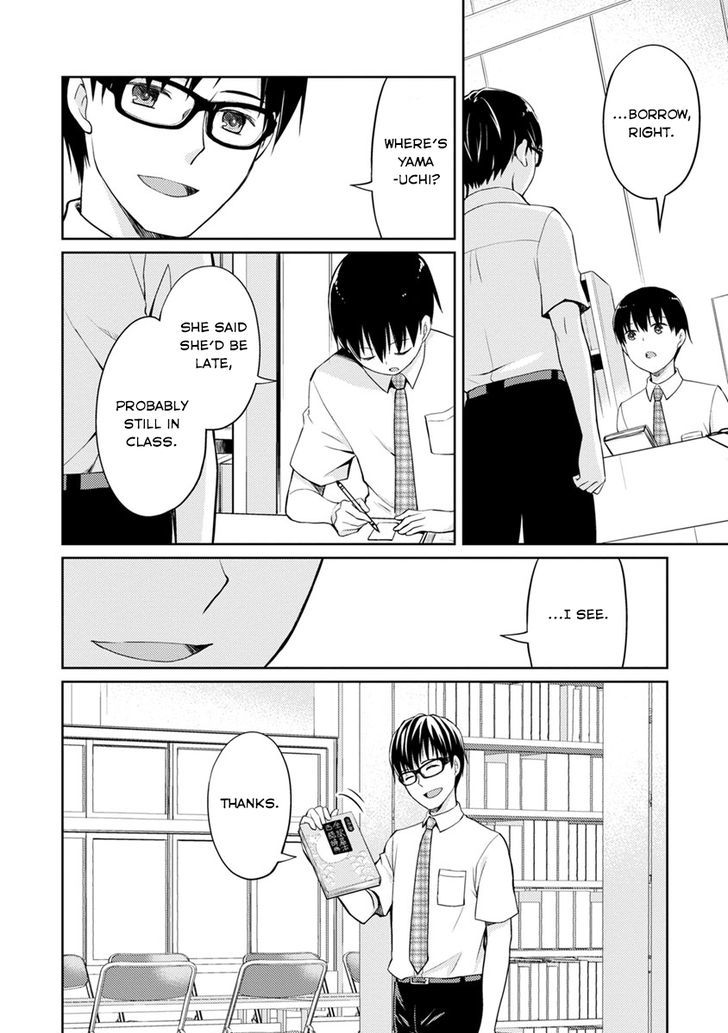 ...BORROW,
RIGHT.
WHERE'S
YAMA
-UCHI?
SHE SAID
SHE'D BE
LATE,
PROBABLY
STILL IN
CLASS.
...I SEE.
THANKS.